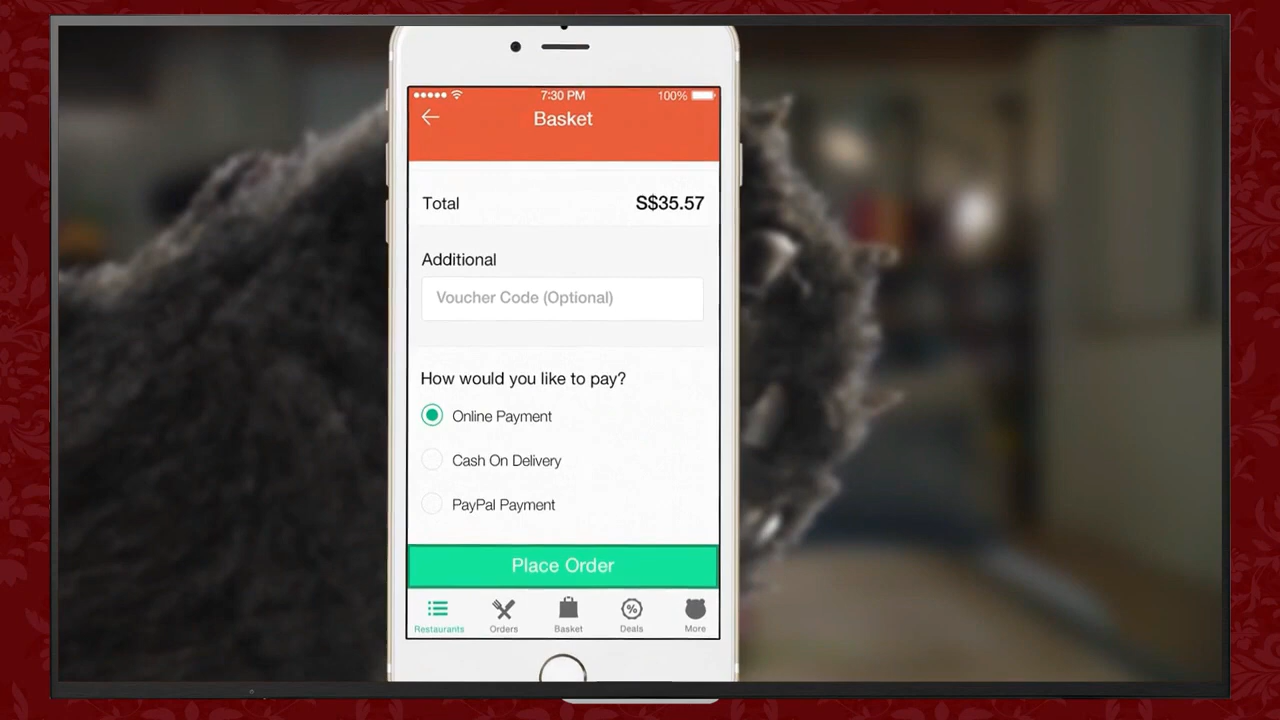 7:30 PM
100%
Basket
Total
S$35.57
Additional
Voucher Code (Optional)
How would you like to pay?
Online Payment
Cash On Delivery
PayPal Payment
Place Order
%
Restaurants
Orders
Basket
Deals
More